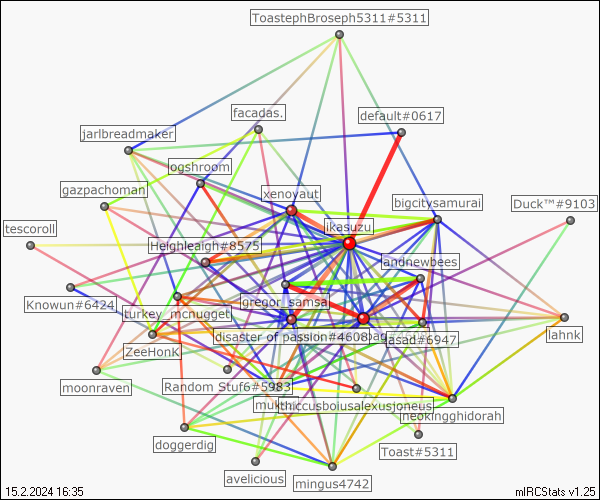 ToastephBroseph5311#5311
facadas.
default#0617
jarlbreadmaker
ogshroom
gazpachoman
xenoyaut
bigcitysamurai
Duck™#9103
tescoroll
ikasuzu
Heighleaigh#8575
andnewbees
Knowun#6424
gregor_samsa
turkey_mcnugget
disaster of passion#4608
asad#6947
lahnk
ZeeHonK
moonraven
Random Stuf6#5983
thiccusboiusalexusjoneus
neokingghidorah
doggerdig
Toast#5311
avelicious
mingus4742
15.2.2024 16:35
mIRCStats v1.25